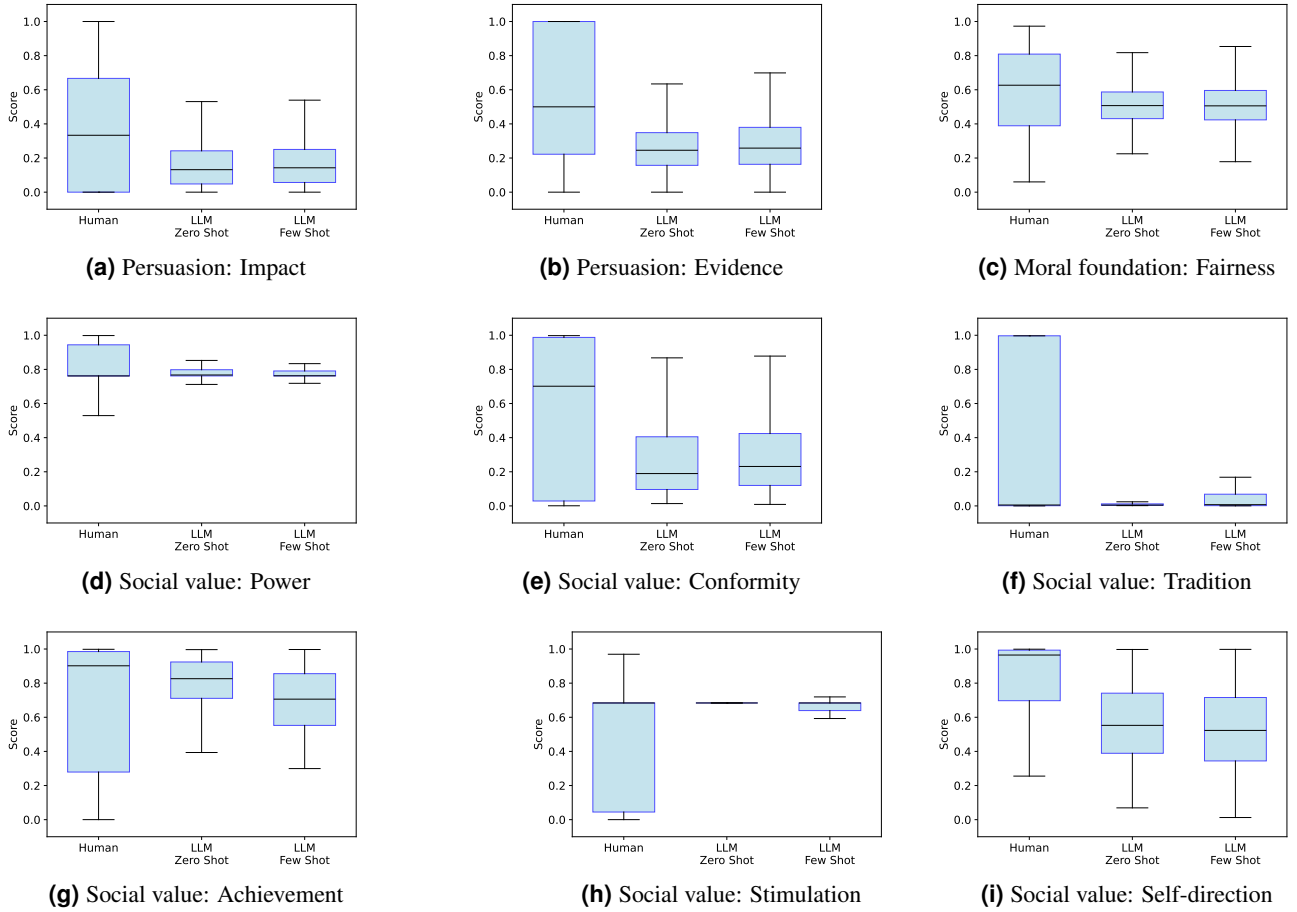 1.0
0.8
0.6
0.4
0.2
0.0
Score
Human
LLM
Zero Shot
LLM
Few Shot
(a) Persuasion: Impact
1.0
0.8
0.6
0.4
0.2
0.0
Score
Human
LLM
Zero Shot
LLM
Few Shot
(b) Persuasion: Evidence
1.0
0.8
0.6
0.4
0.2
0.0
Score
Human
LLM
Zero Shot
LLM
Few Shot
(c) Moral foundation: Fairness
1.0
0.8
0.6
0.4
0.2
0.0
Score
Human
LLM
Zero Shot
LLM
Few Shot
(d) Social value: Power
1.0
0.8
0.6
0.4
0.2
0.0
Score
Human
LLM
Zero Shot
LLM
Few Shot
(e) Social value: Conformity
1.0
0.8
0.6
0.4
0.2
0.0
Score
Human
LLM
Zero Shot
LLM
Few Shot
(f) Social value: Tradition
1.0
0.8
0.6
0.4
0.2
0.0
Score
Human
LLM
Zero Shot
LLM
Few Shot
(g) Social value: Achievement
1.0
0.8
0.6
0.4
0.2
0.0
Score
Human
LLM
Zero Shot
LLM
Few Shot
(h) Social value: Stimulation
1.0
0.8
0.6
0.4
0.2
0.0
Score
Human
LLM
Zero Shot
LLM
Few Shot
(i) Social value: Self-direction